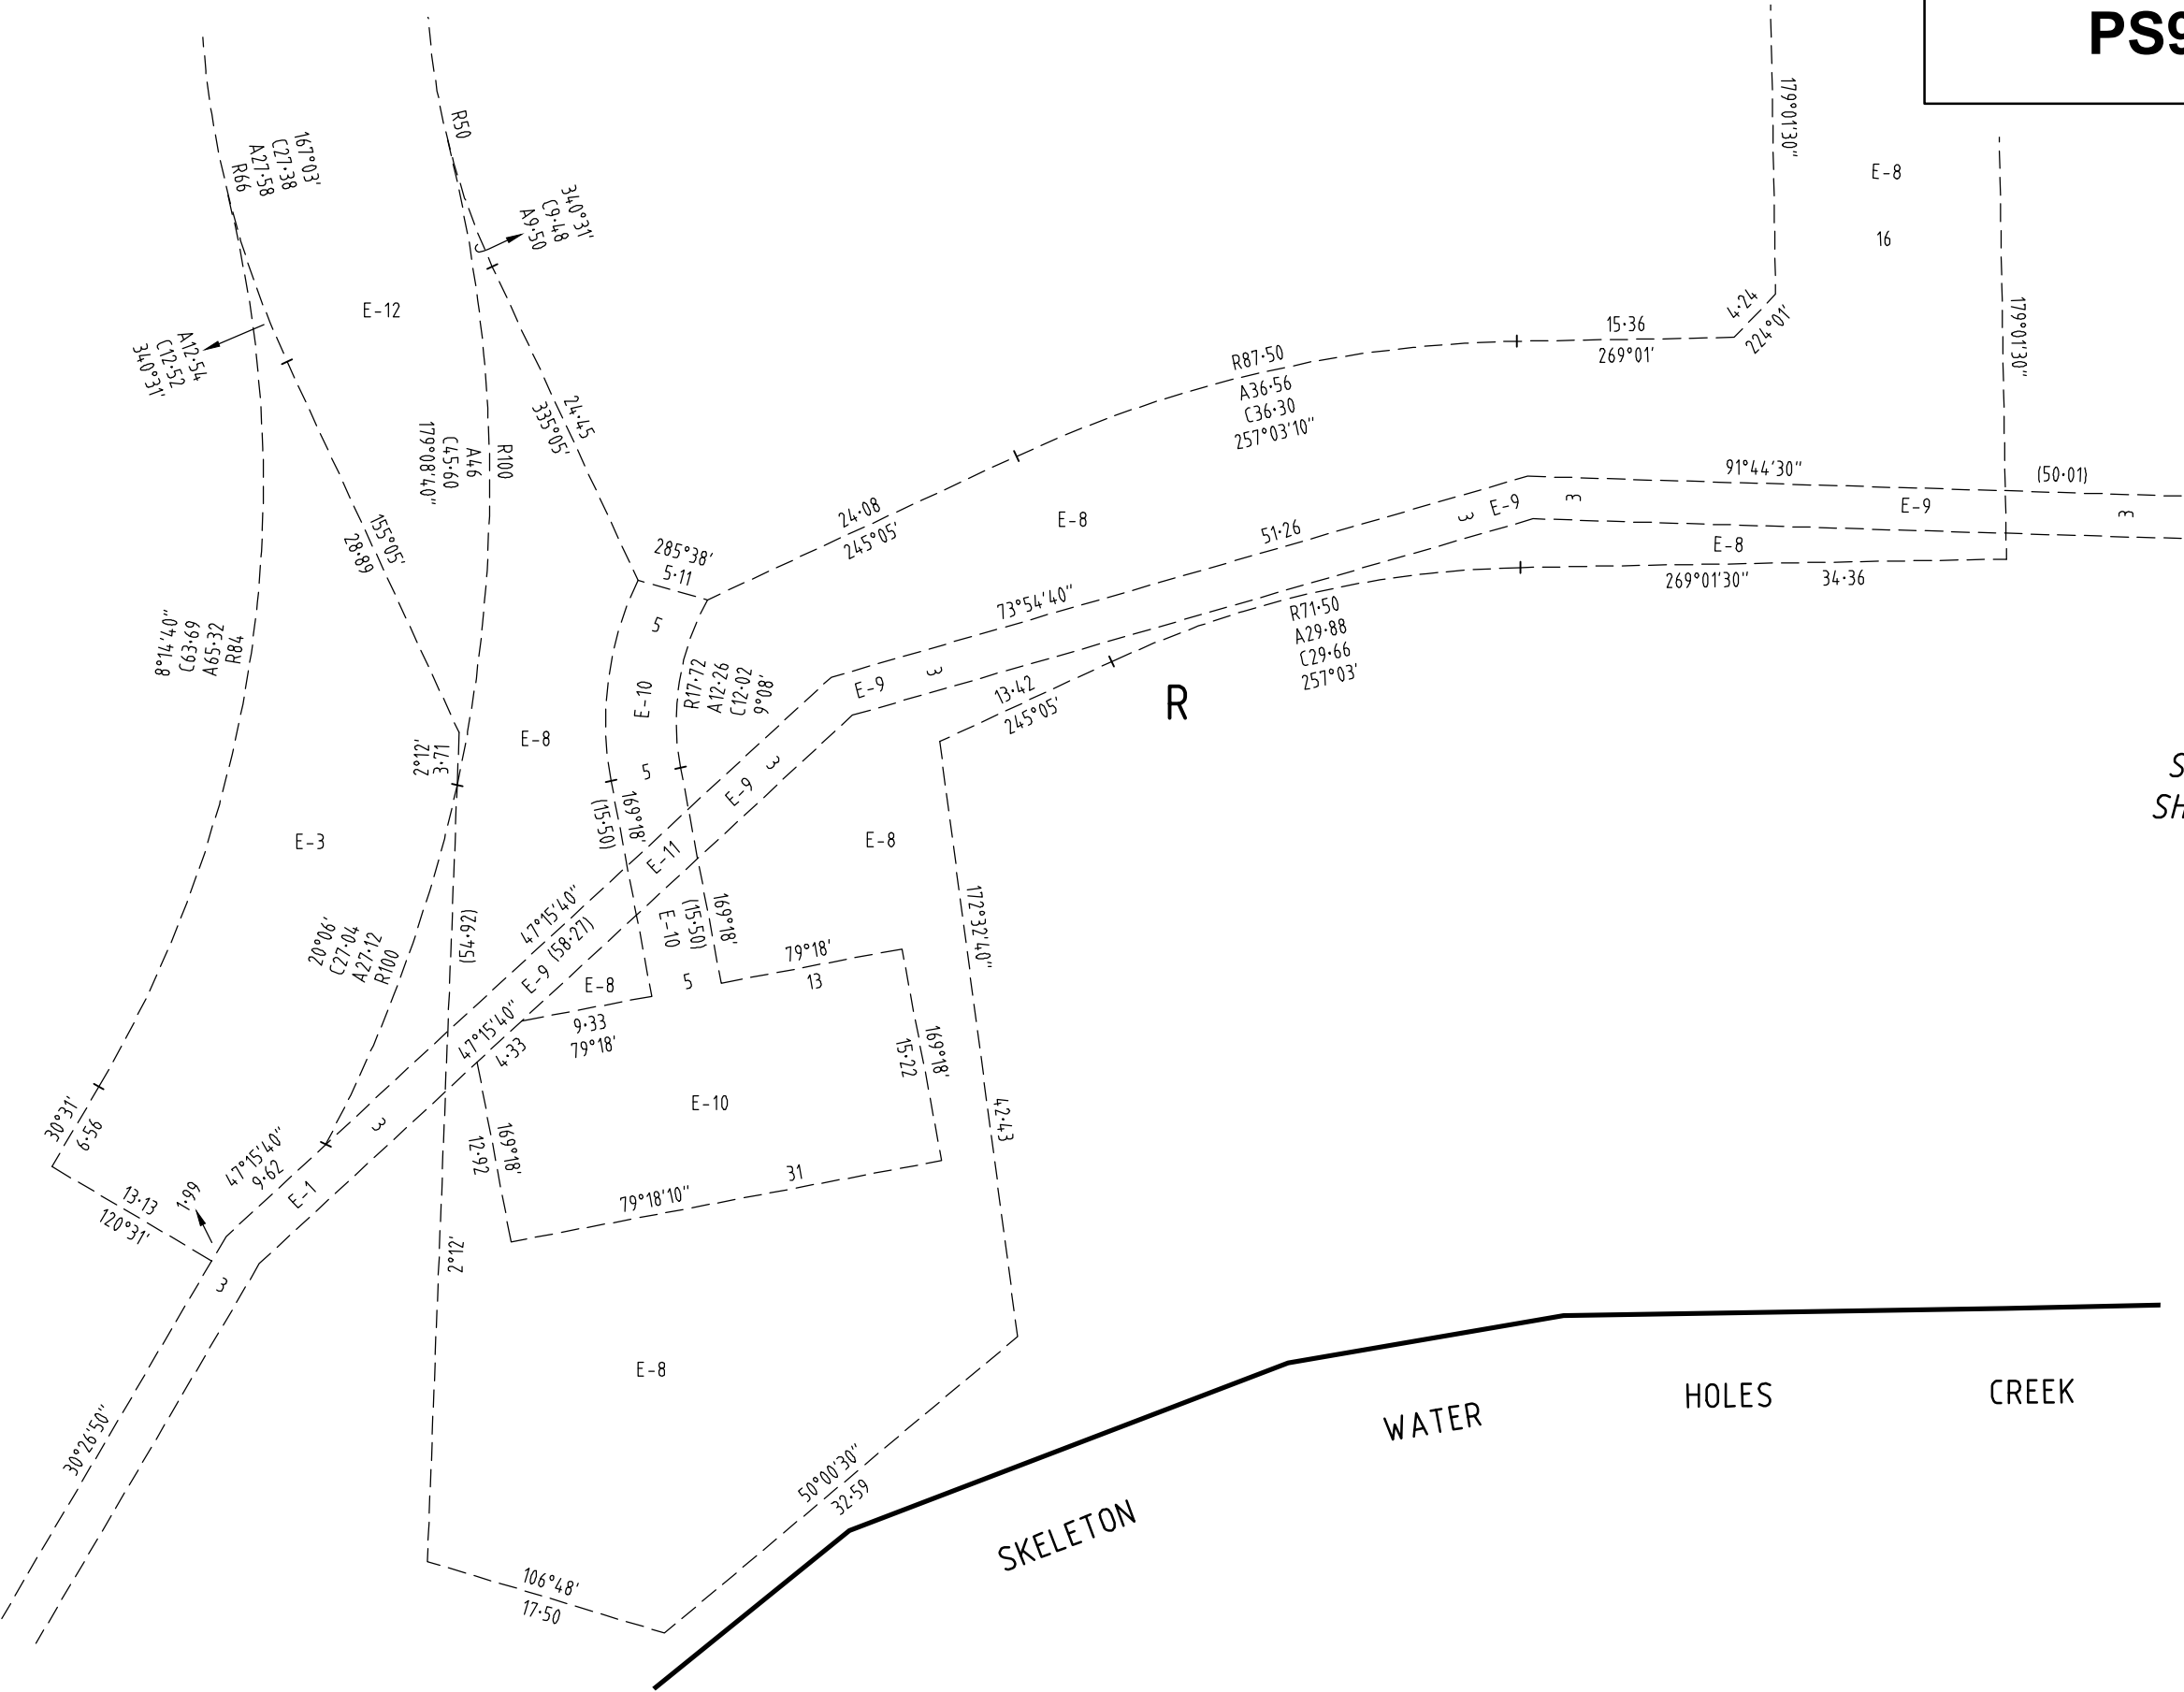 PS9
R50
167°03'
C27·38
A27·58
R66
340°31'
C9·48
A9·50
179°01'30"
E-8
16
E-12
A12·54
C12·52
340°31'
4·24
224°01'
15·36
269°01'
179°01'30"
R87·50
A36·56
C36·30
257°03'10"
24·45
335°05'
R100
A46
C45·60
179°08'40"
91°44'30"
(50·01)
E-9
3
3
E-9
3
E-8
24·08
245°05'
E-8
51·26
155°05'
28·89
285°38'
5·11
269°01'30"
34·36
73°54'40"
R71·50
A29·88
C29·66
257°03'
5
8°14'40"
C63·69
A65·32
R84
E-10
R17·72
A12·26
C12·02
9°08'
E-9
3
13·42
245°05'
R
2°12'
3·71
E-8
5
3
E-9
S
SH
169°18'
(15·50)
E-3
E-11
E-8
172°32'40"
42·43
20°06'
C27·04
A27·12
R100
(54·92)
47°15'40"
E-9 (58·27)
E-10
(15·50)
169°18'
79°18'
13
E-8
5
9·33
79°18'
47°15'40"
4·33
169°18'
15·22
30°31'
6·56
E-10
3
169°18'
12·92
47°15'40"
9·62
E-1
1·99
13·13
120°31'
31
79°18'10"
2°12'
3
E-8
30°26'50"
50°00'30"
32·59
106°48'
17·50
SKELETON WATER HOLES CREEK